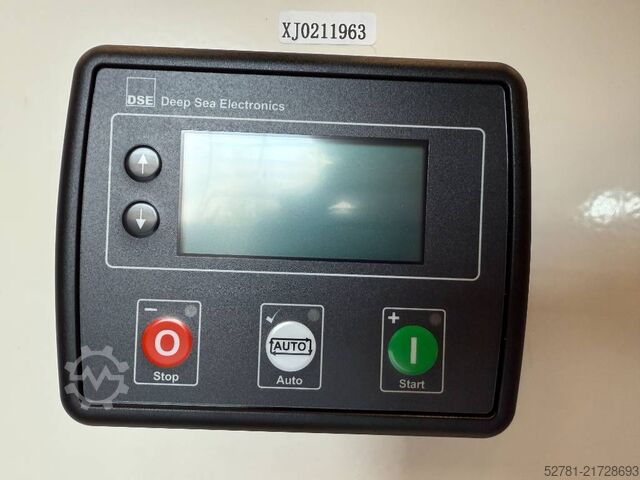 XJ0211963
DSE Deep Sea Electronics
O
Stop
AUTO
Auto
I
Start
52781-21728693